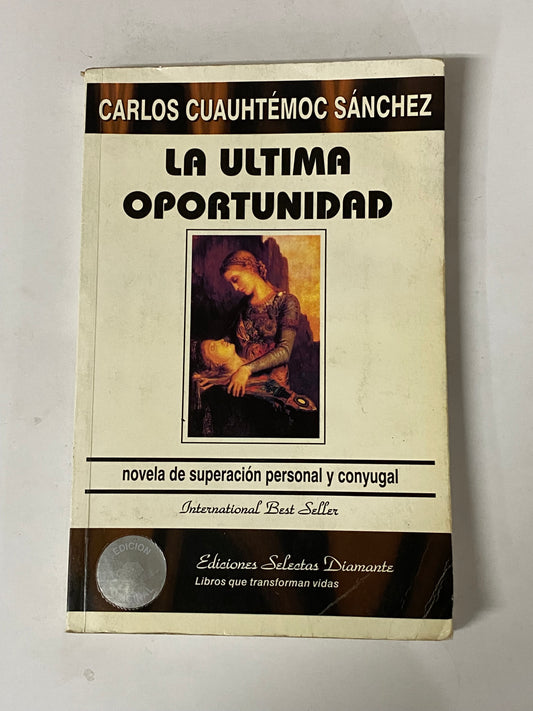 CARLOS CUAUHTÉMOC SÁNCHEZ
LA ULTIMA
OPORTUNIDAD
novela de superación personal y conyugal
International Best Seller
EDICION
Ediciones Selectas Diamante
Libros que transforman vidas